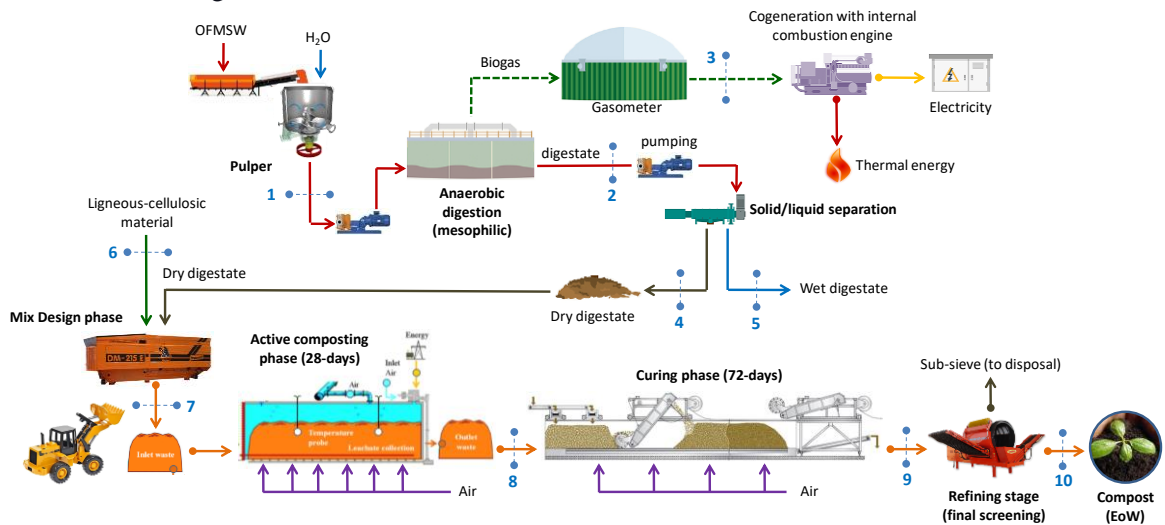 OFMSW
H₂O
Cogeneration with internal
combustion engine
3
Biogas
Gasometer
Electricity
Pulper
digestate
pumping
Thermal energy
1
2
Anaerobic
digestion
(mesophilic)
Solid/liquid separation
Ligneous-cellulosic
material
6
Dry digestate
Wet digestate
Dry digestate
4
5
Mix Design phase
DM-215 E
Active composting
phase (28-days)
Energy
Inlet
Air
Air
Curing phase (72-days)
Sub-sieve (to disposal)
7
Temperature
probe
Leachate collection
Inlet waste
Outlet
waste
8
9
10
Air
Air
Refining stage
(final screening)
Compost
(EoW)